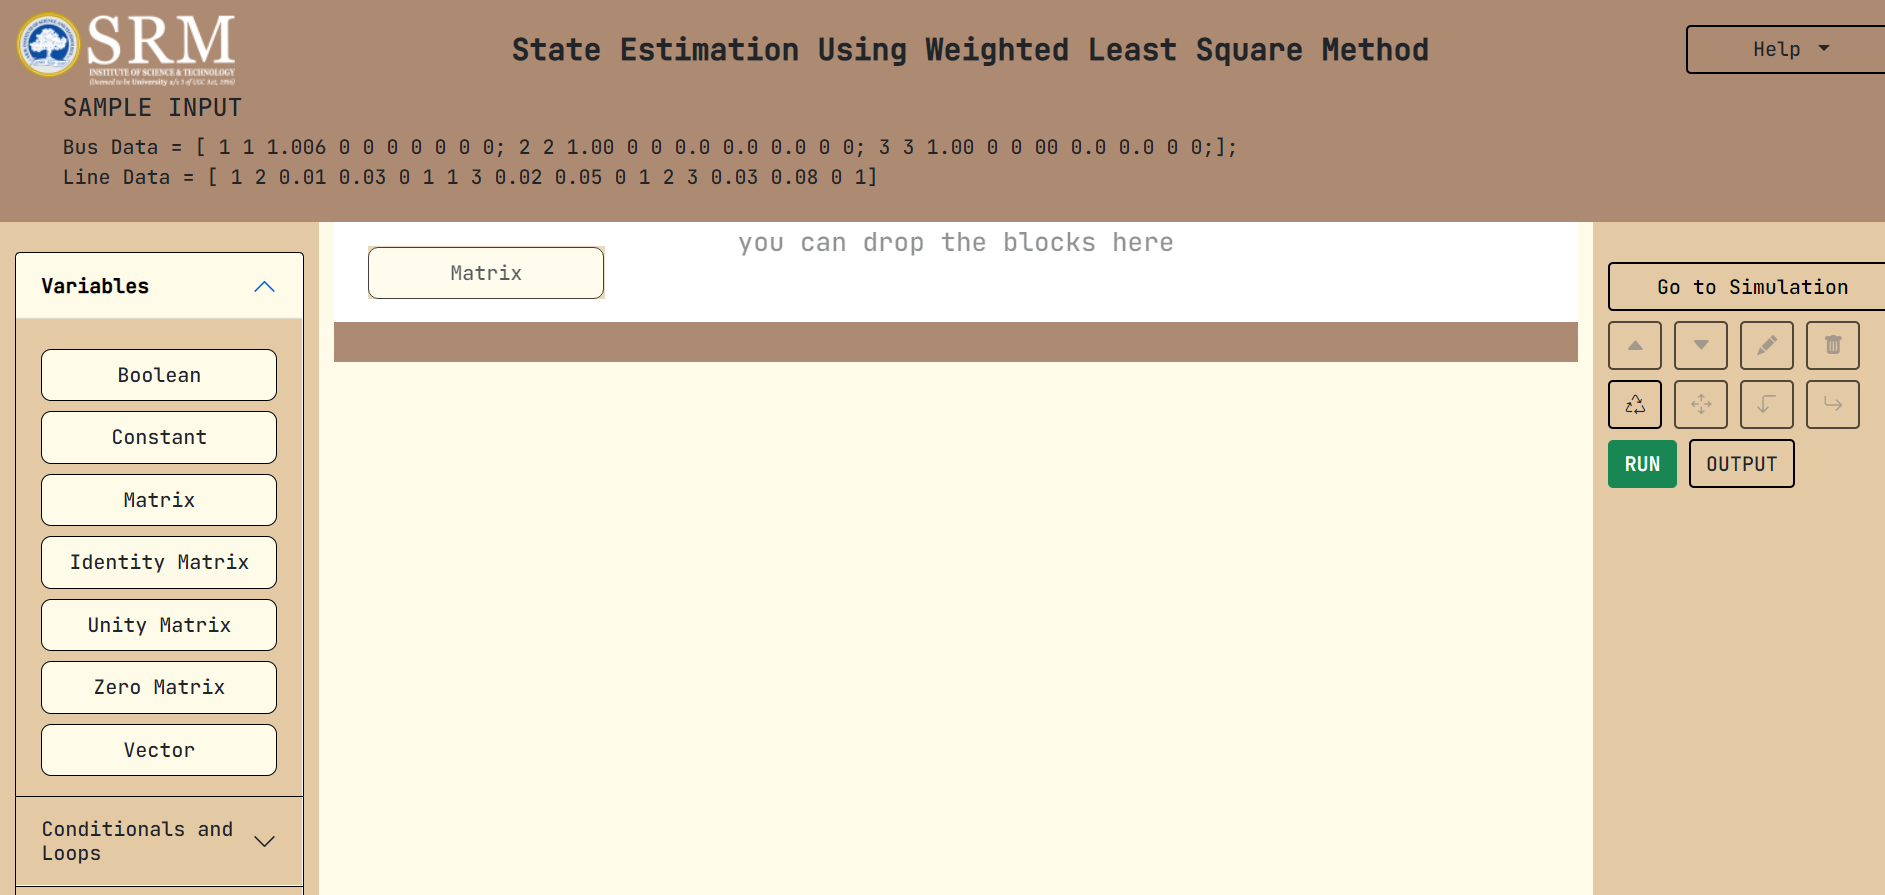 SRM
INSTITUTE OF SCIENCE & TECHNOLOGY
(Deemed to be University u/s 3 of UGC Act, 1956)
State Estimation Using Weighted Least Square Method
Help
SAMPLE INPUT
Bus Data = [ 1 1 1.006 0 0 0 0 0 0 0; 2 2 1.00 0 0 0.0 0.0 0.0 0 0; 3 3 1.00 0 0 00 0.0 0.0 0 0;];
Line Data = [ 1 2 0.01 0.03 0 1 1 3 0.02 0.05 0 1 2 3 0.03 0.08 0 1]
Variables
Boolean
Constant
Matrix
Identity Matrix
Unity Matrix
Zero Matrix
Vector
Conditionals and
Loops
you can drop the blocks here
Matrix
Go to Simulation
RUN
OUTPUT